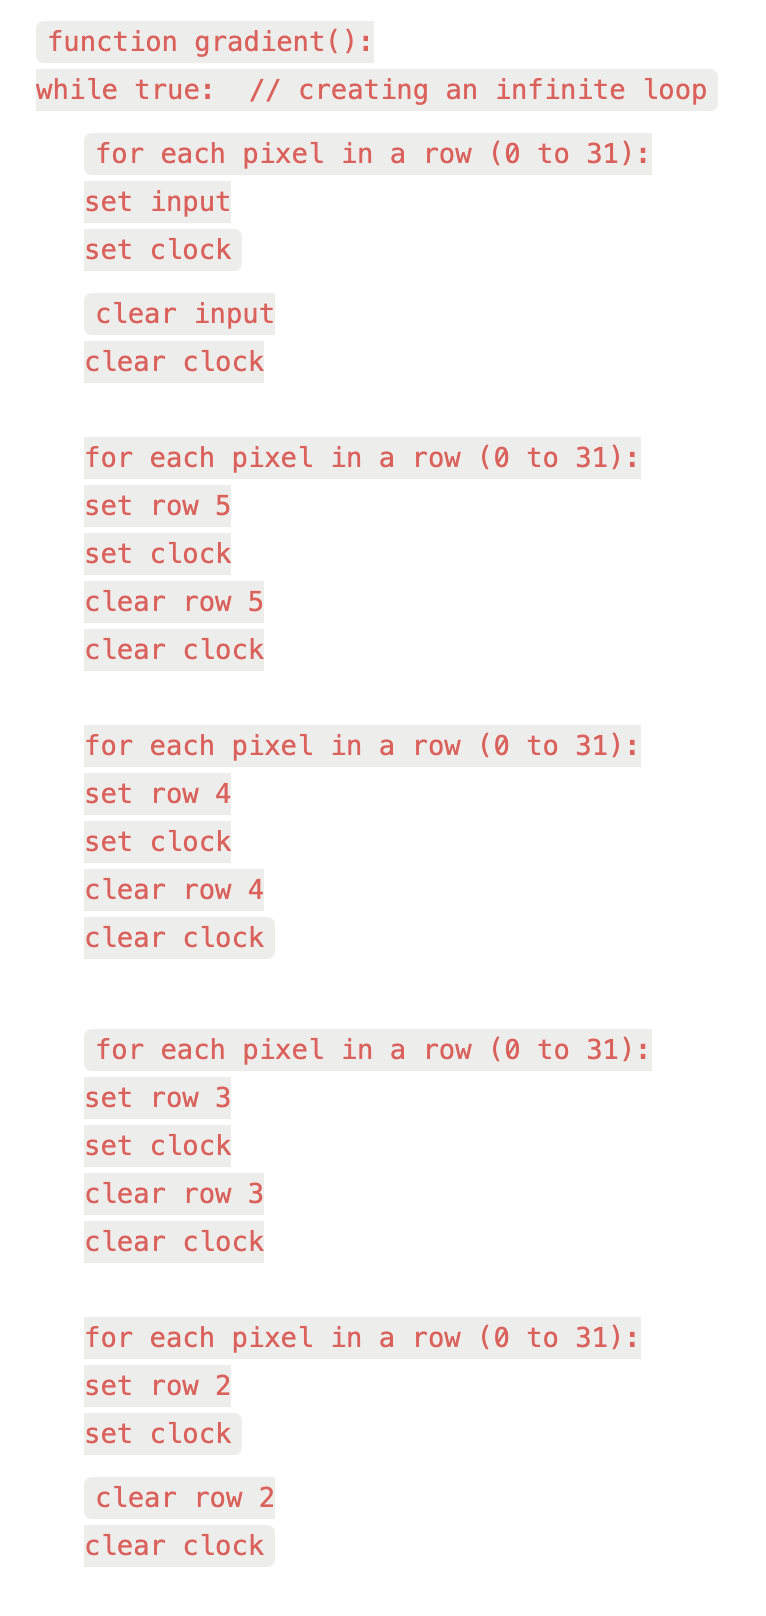 function gradient():
while true:  // creating an infinite loop
for each pixel in a row (0 to 31):
set input
set clock
clear input
clear clock
for each pixel in a row (0 to 31):
set row 5
set clock
clear row 5
clear clock
for each pixel in a row (0 to 31):
set row 4
set clock
clear row 4
clear clock
for each pixel in a row (0 to 31):
set row 3
set clock
clear row 3
clear clock
for each pixel in a row (0 to 31):
set row 2
set clock
clear row 2
clear clock